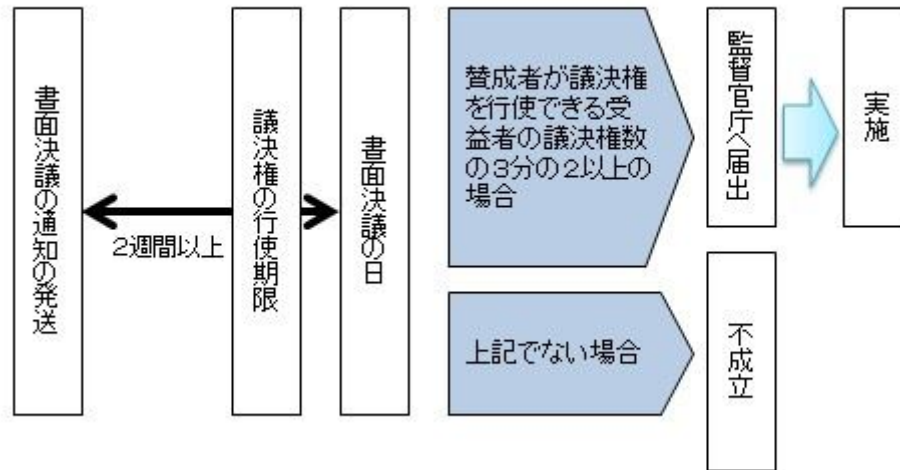 書面決議の通知の発送
2週間以上
議決権の行使期限
書面決議の日
賛成者が議決権
を行使できる受
益者の議決権数
の3分の2以上の
場合
監督官庁へ届出
実施
上記でない場合
不成立